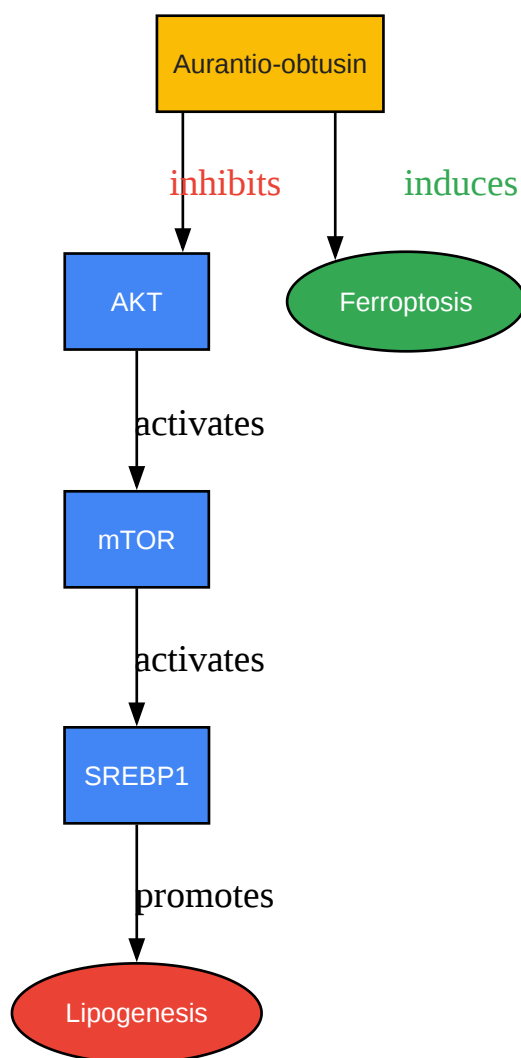 Aurantio-obtusin
inhibits
induces
AKT
Ferroptosis
activates
mTOR
activates
SREBP1
promotes
Lipogenesis